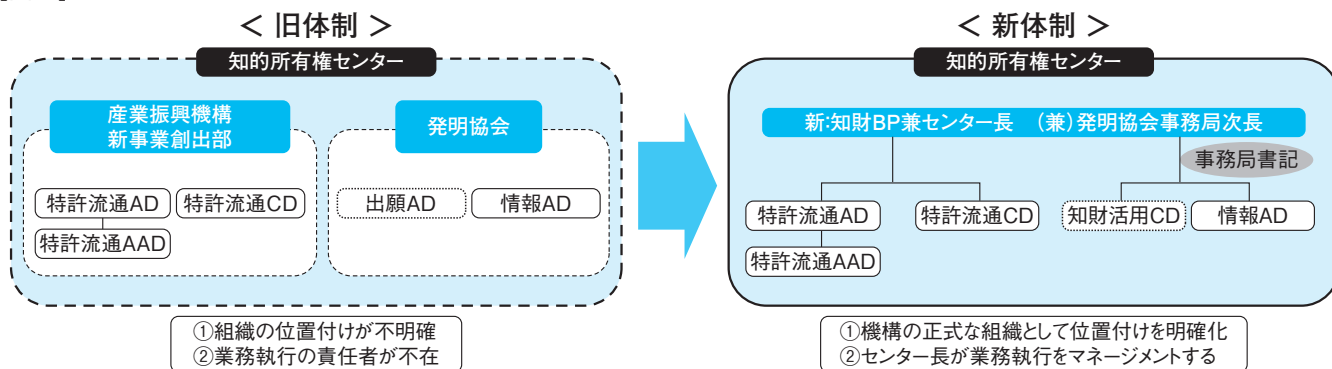 ＜ 旧体制 ＞
知的所有権センター
産業振興機構
新事業創出部
発明協会
特許流通AD
特許流通CD
特許流通AAD
出願AD
情報AD
①組織の位置付けが不明確
②業務執行の責任者が不在
＜ 新体制 ＞
知的所有権センター
新:知財BP兼センター長　（兼）発明協会事務局次長
事務局書記
特許流通AD
特許流通CD
知財活用CD
情報AD
特許流通AAD
①機構の正式な組織として位置付けを明確化
②センター長が業務執行をマネージメントする